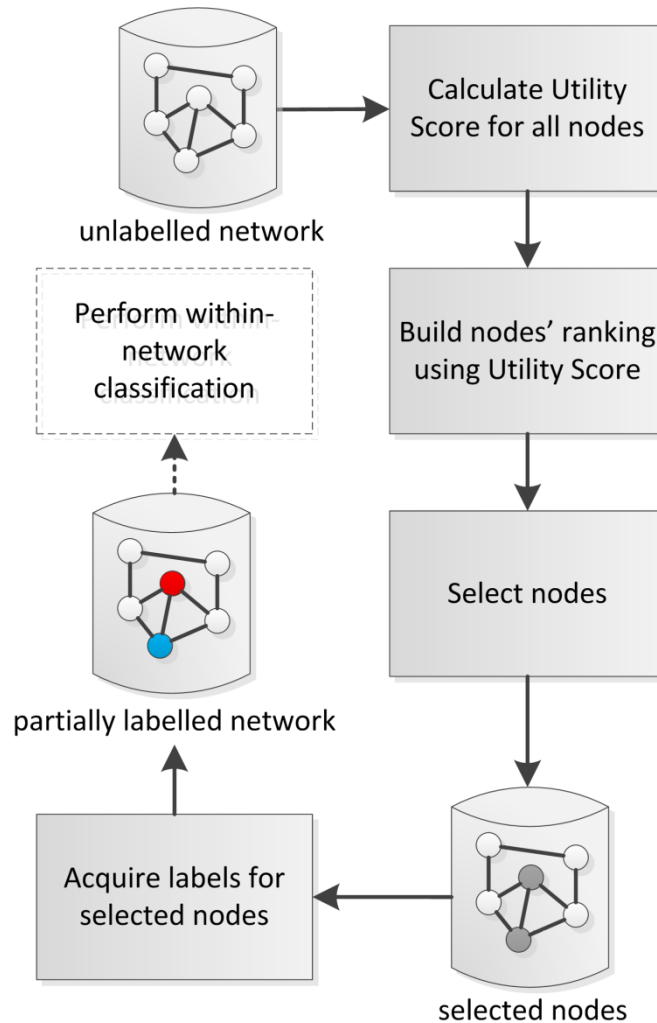 unlabelled network
Calculate Utility
Score for all nodes
Build nodes’ ranking
using Utility Score
Select nodes
selected nodes
Acquire labels for
selected nodes
partially labelled network
Perform within-
network
classification